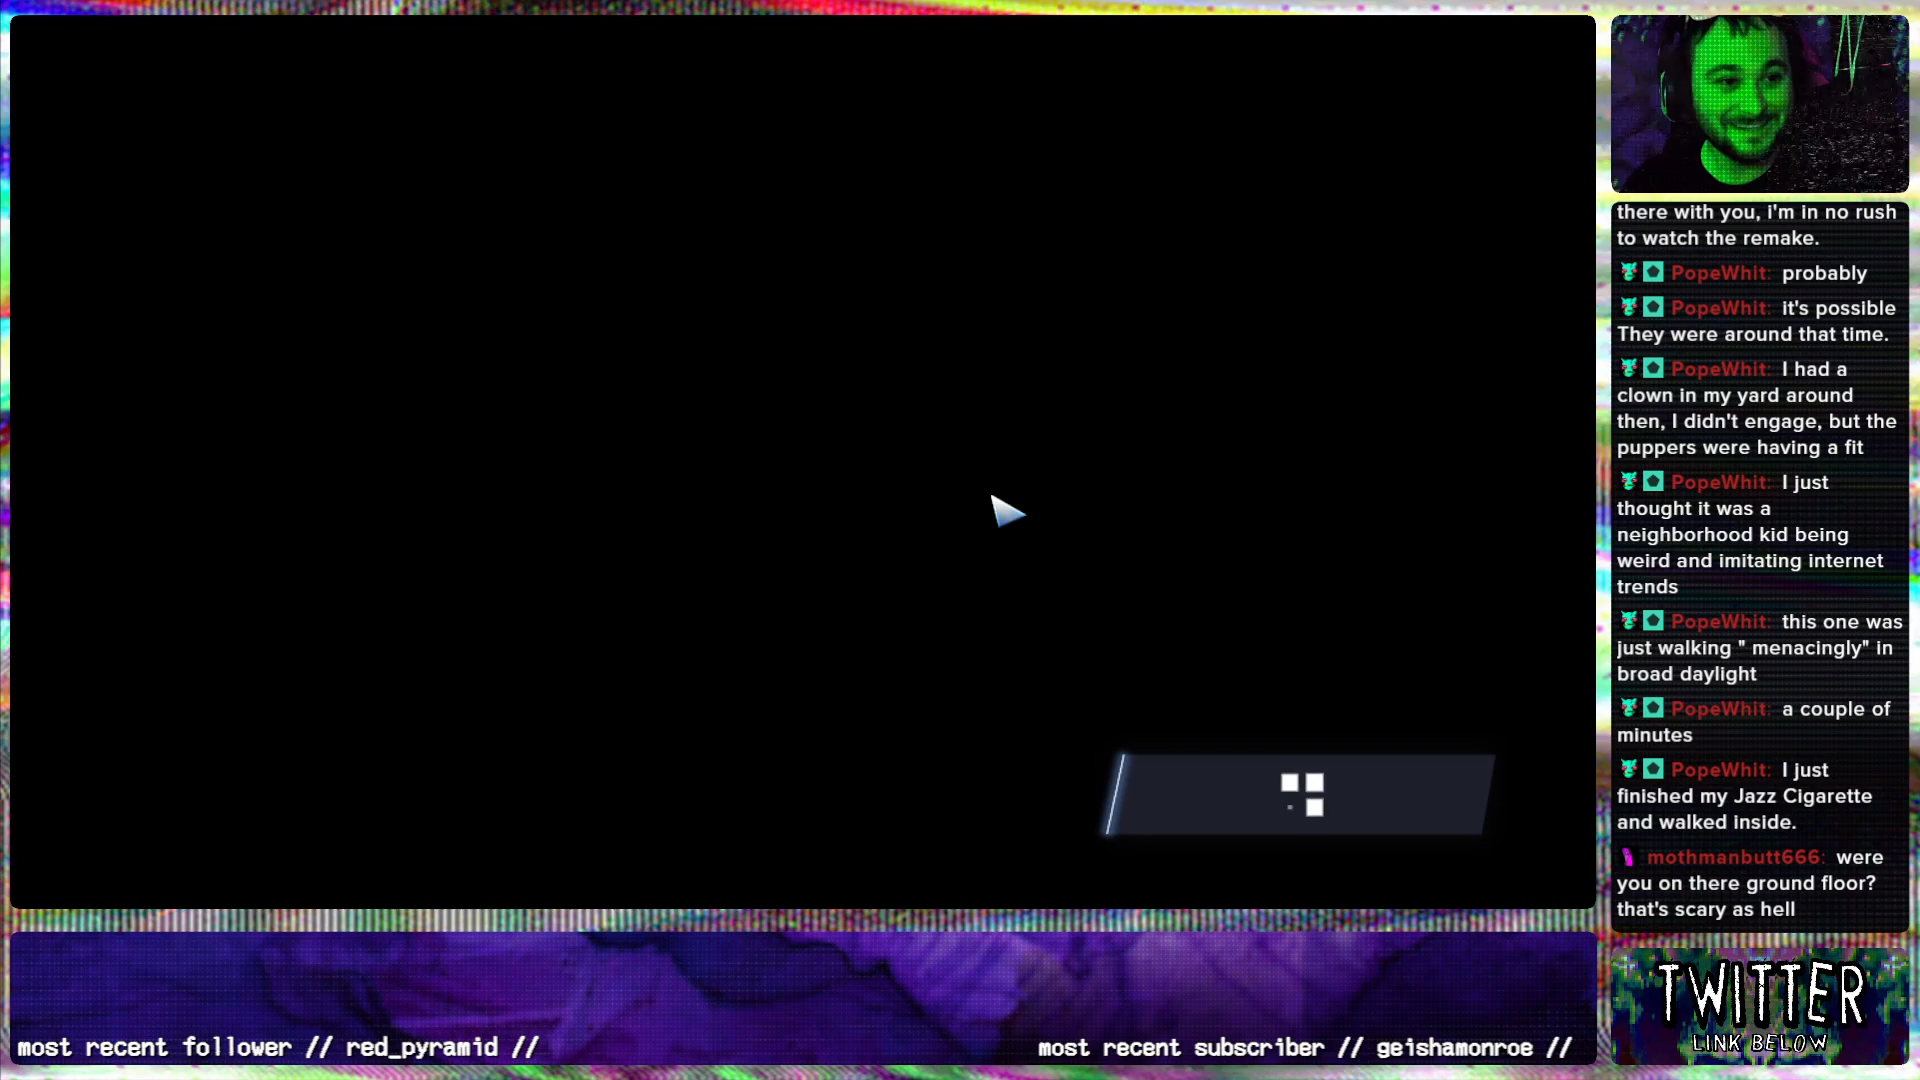 there with you, i'm in no rush
to watch the remake.
PopeWhit: probably
PopeWhit: it's possible
They were around that time.
PopeWhit: I had a
clown in my yard around
then, I didn't engage, but the
puppers were having a fit
PopeWhit: I just
thought it was a
neighborhood kid being
weird and imitating internet
trends
PopeWhit: this one was
just walking " menacingly" in
broad daylight
PopeWhit: a couple of
minutes
PopeWhit: I just
finished my Jazz Cigarette
and walked inside.
mothmanbutt666: were
you on there ground floor?
that's scary as hell
TWITTER
LINK BELOW
most recent follower // red_pyramid //
most recent subscriber // geishamonroe //